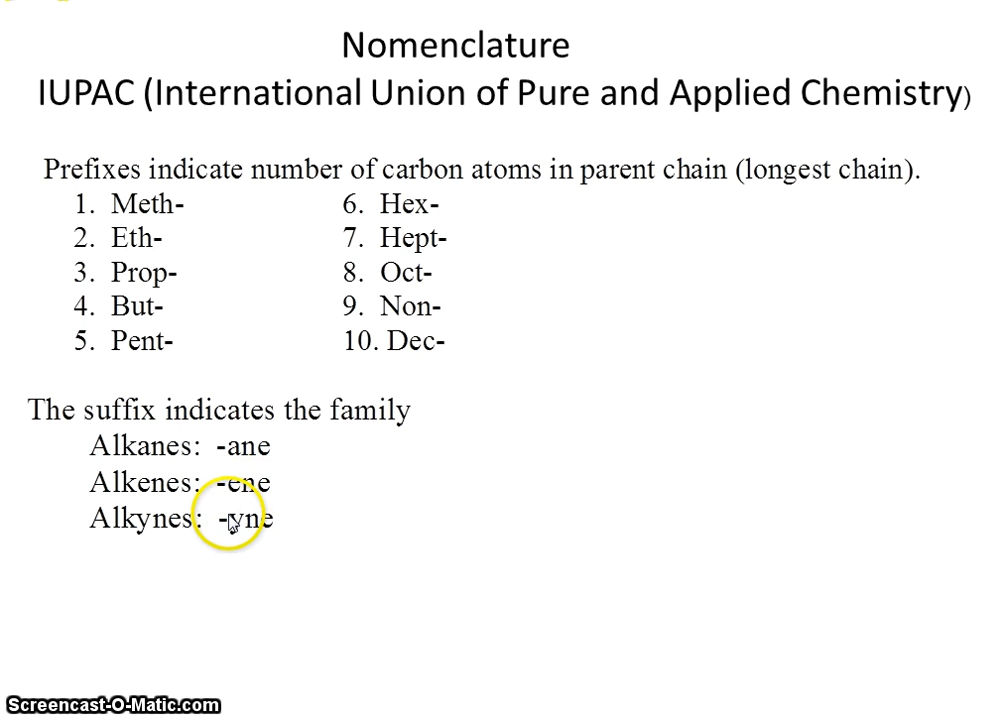 Nomenclature
IUPAC (International Union of Pure and Applied Chemistry)
Prefixes indicate number of carbon atoms in parent chain (longest chain).
1. Meth- 6. Hex-
2. Eth- 7. Hept-
3. Prop- 8. Oct-
4. But- 9. Non-
5. Pent- 10. Dec-
The suffix indicates the family
Alkanes: -ane
Alkenes: -ene
Alkynes: -yne
Screencast-O-Matic.com